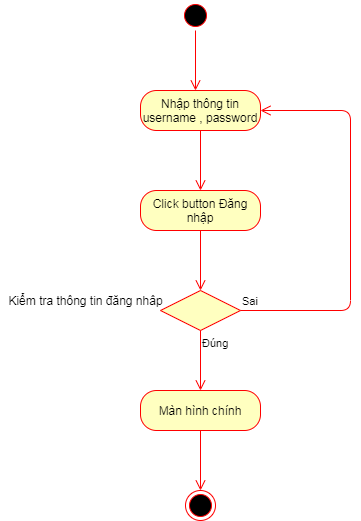 Nhập thông tin
username , password
Click button Đăng
nhập
Kiểm tra thông tin đăng nhâp
Sai
Đúng
Màn hình chính